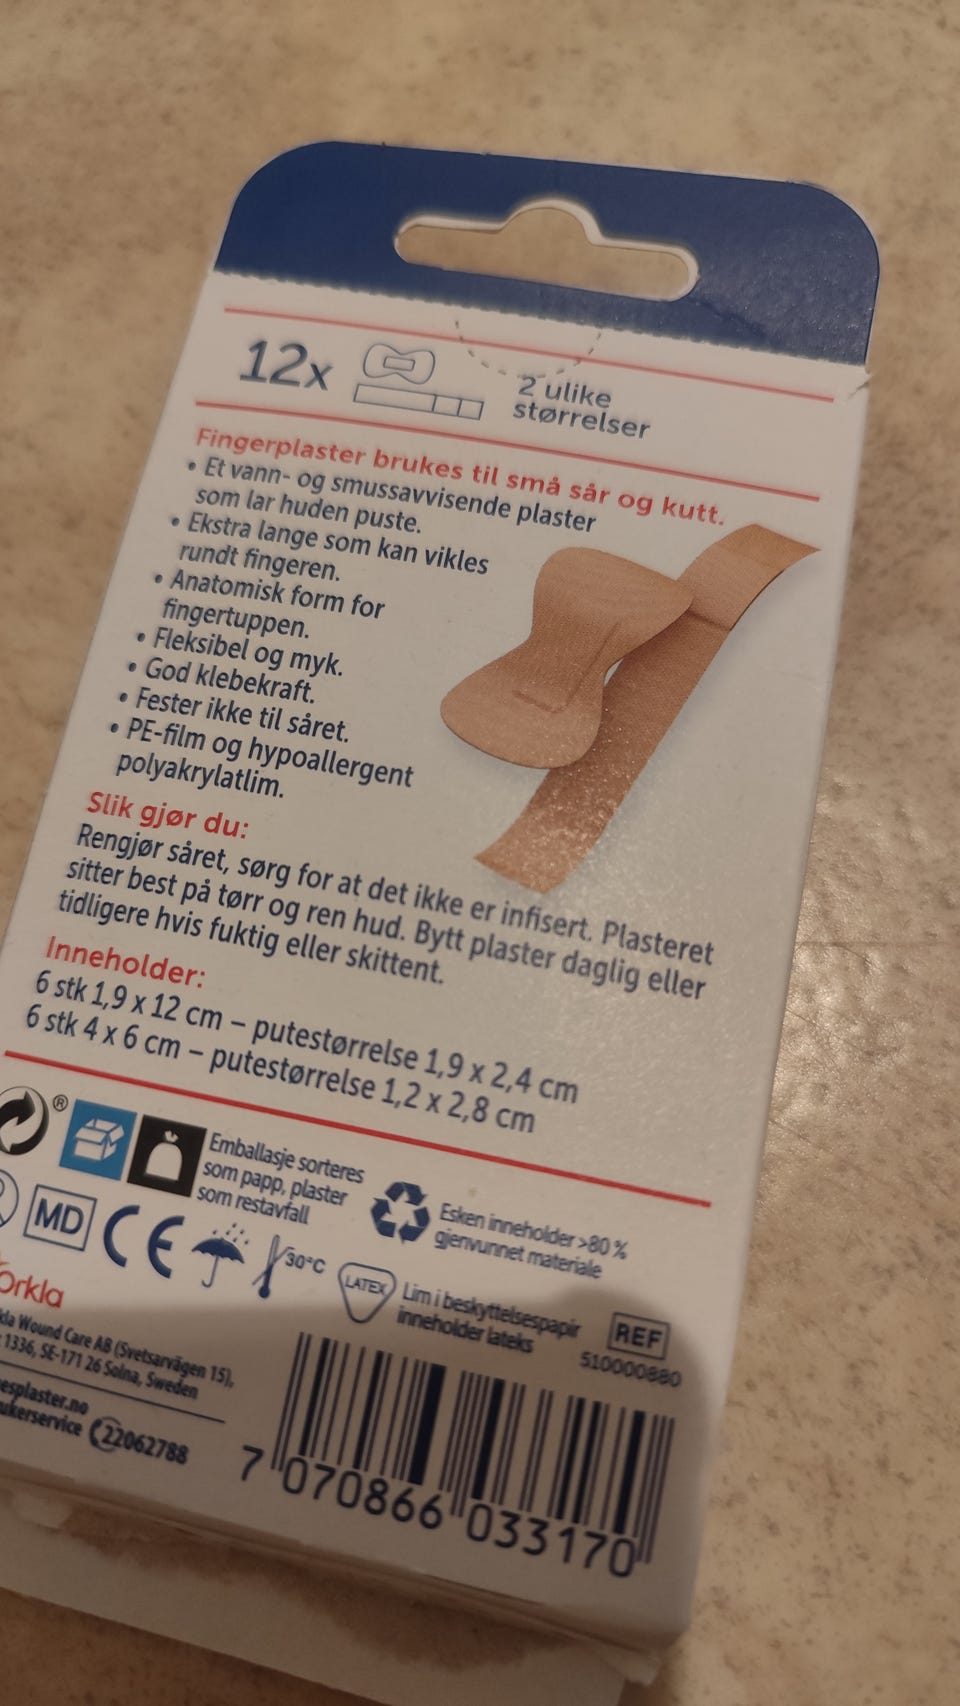 12x
2 ulike
størrelser
Fingerplaster brukes til små sår og kutt.
• Et vann- og smussavvisende plaster
som lar huden puste.
• Ekstra lange som kan vikles
rundt fingeren.
• Anatomisk form for
fingertuppen.
• Fleksibel og myk.
• God klebekraft.
• Fester ikke til såret.
• PE-film og hypoallergent
polyakrylatlim.
Slik gjør du:
Rengjør såret, sørg for at det ikke er infisert. Plasteret
sitter best på tørr og ren hud. Bytt plaster daglig eller
tidligere hvis fuktig eller skittent.
Inneholder:
6 stk 1,9 x 12 cm – putestørrelse 1,9 x 2,4 cm
6 stk 4 x 6 cm – putestørrelse 1,2 x 2,8 cm
®
Emballasje sorteres
som papp, plaster
som restavfall
Esken inneholder >80 %
gjenvunnet materiale
MD
CE
30°C
LATEX
Lim i beskyttelsespapir
inneholder lateks
REF
510000880
Orkla
Wound Care AB (Svetsarvägen 15),
1336, SE-171 26 Solna, Sweden
22062788
7 070866 033170